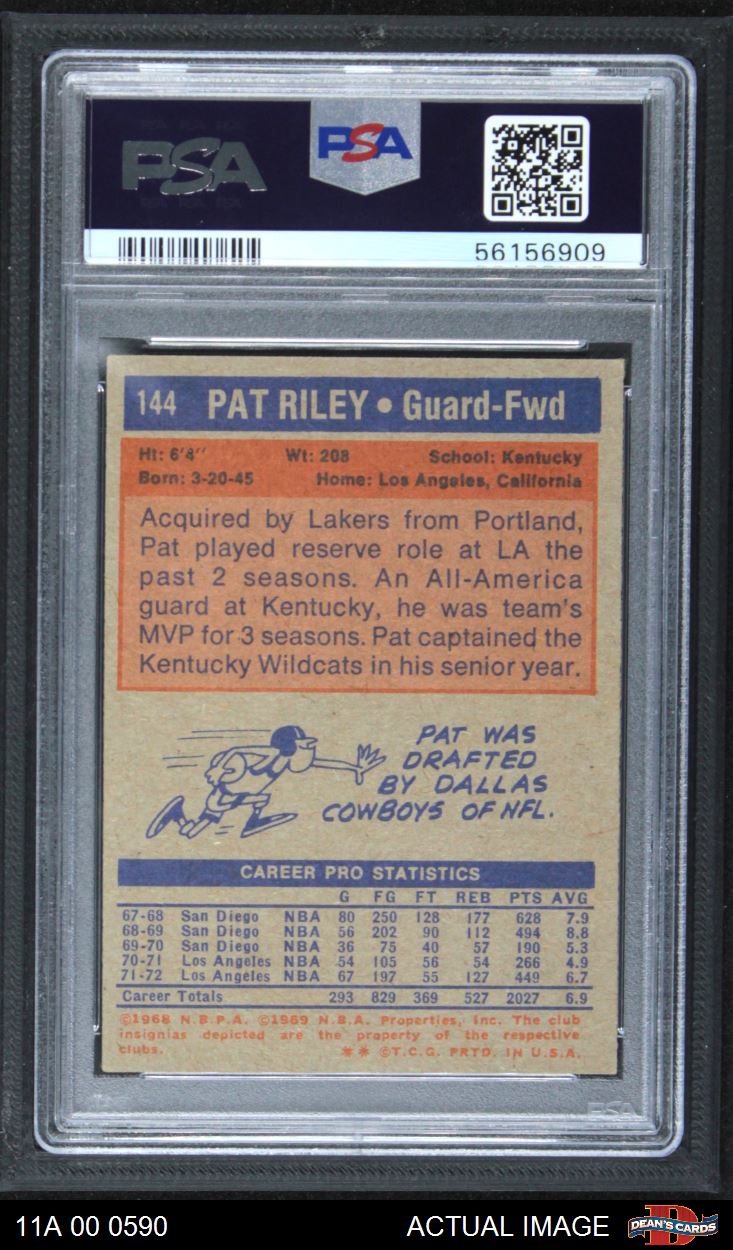 PSA
PSA
56156909
144 PAT RILEY • Guard-Fwd
Ht: 6'4" Wt: 208 School: Kentucky
Born: 3-20-45 Home: Los Angeles, California
Acquired by Lakers from Portland,
Pat played reserve role at LA the
past 2 seasons. An All-America
guard at Kentucky, he was team's
MVP for 3 seasons. Pat captained the
Kentucky Wildcats in his senior year.
PAT WAS
DRAFTED
BY DALLAS
COWBOYS OF NFL.
CAREER PRO STATISTICS
G FG FT REB PTS AVG
67-68 San Diego NBA 80 250 128 177 628 7.9
68-69 San Diego NBA 56 202 90 112 494 8.8
69-70 San Diego NBA 36 75 40 57 190 5.3
70-71 Los Angeles NBA 54 105 56 54 266 4.9
71-72 Los Angeles NBA 67 197 55 127 449 6.7
Career Totals 293 829 369 527 2027 6.9
©1968 N.B.P.A. ©1969 N.B.A. Properties, Inc. The club
insignias depicted are the property of the respective
clubs. ** ©T.C.G. PRTD. IN U.S.A.
PSA
11A 00 0590 ACTUAL IMAGE DEAN'S CARDS